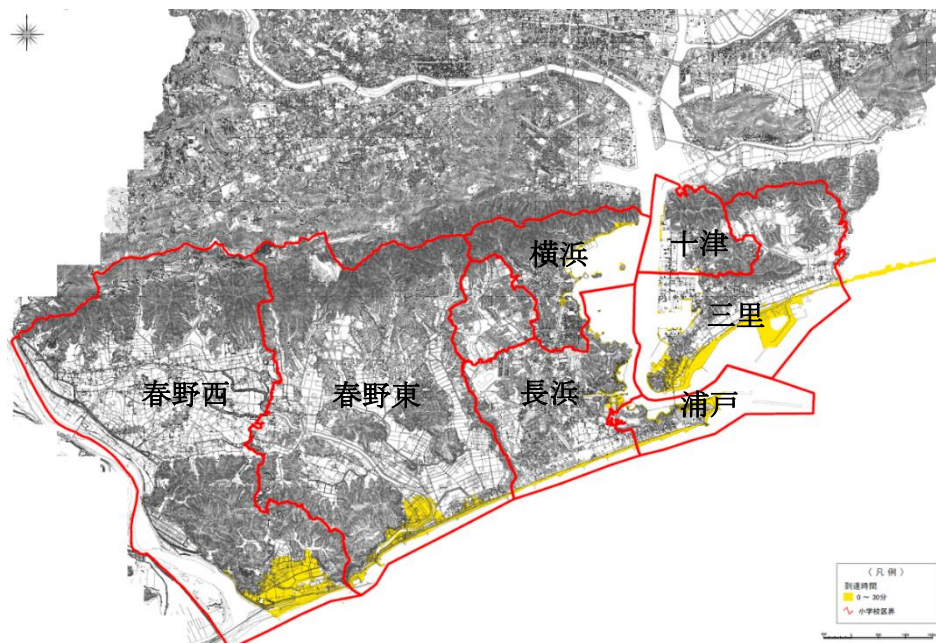 横浜
十津
三里
春野西
春野東
長浜
浦戸
〈凡例〉
到達時間
0~30分
小学校区界